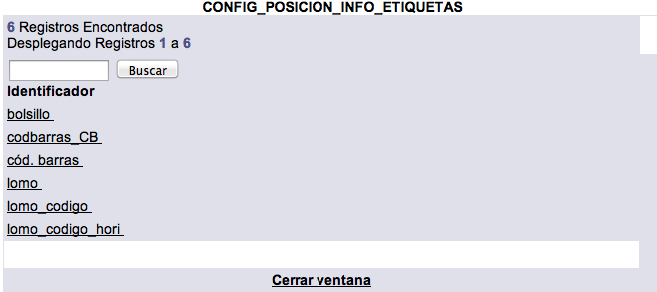 CONFIG_POSICION_INFO_ETIQUETAS
6 Registros Encontrados
Desplegando Registros 1 a 6
Buscar
Identificador
bolsillo
codbarras_CB
cód. barras
lomo
lomo_codigo
lomo_codigo_hori
Cerrar ventana